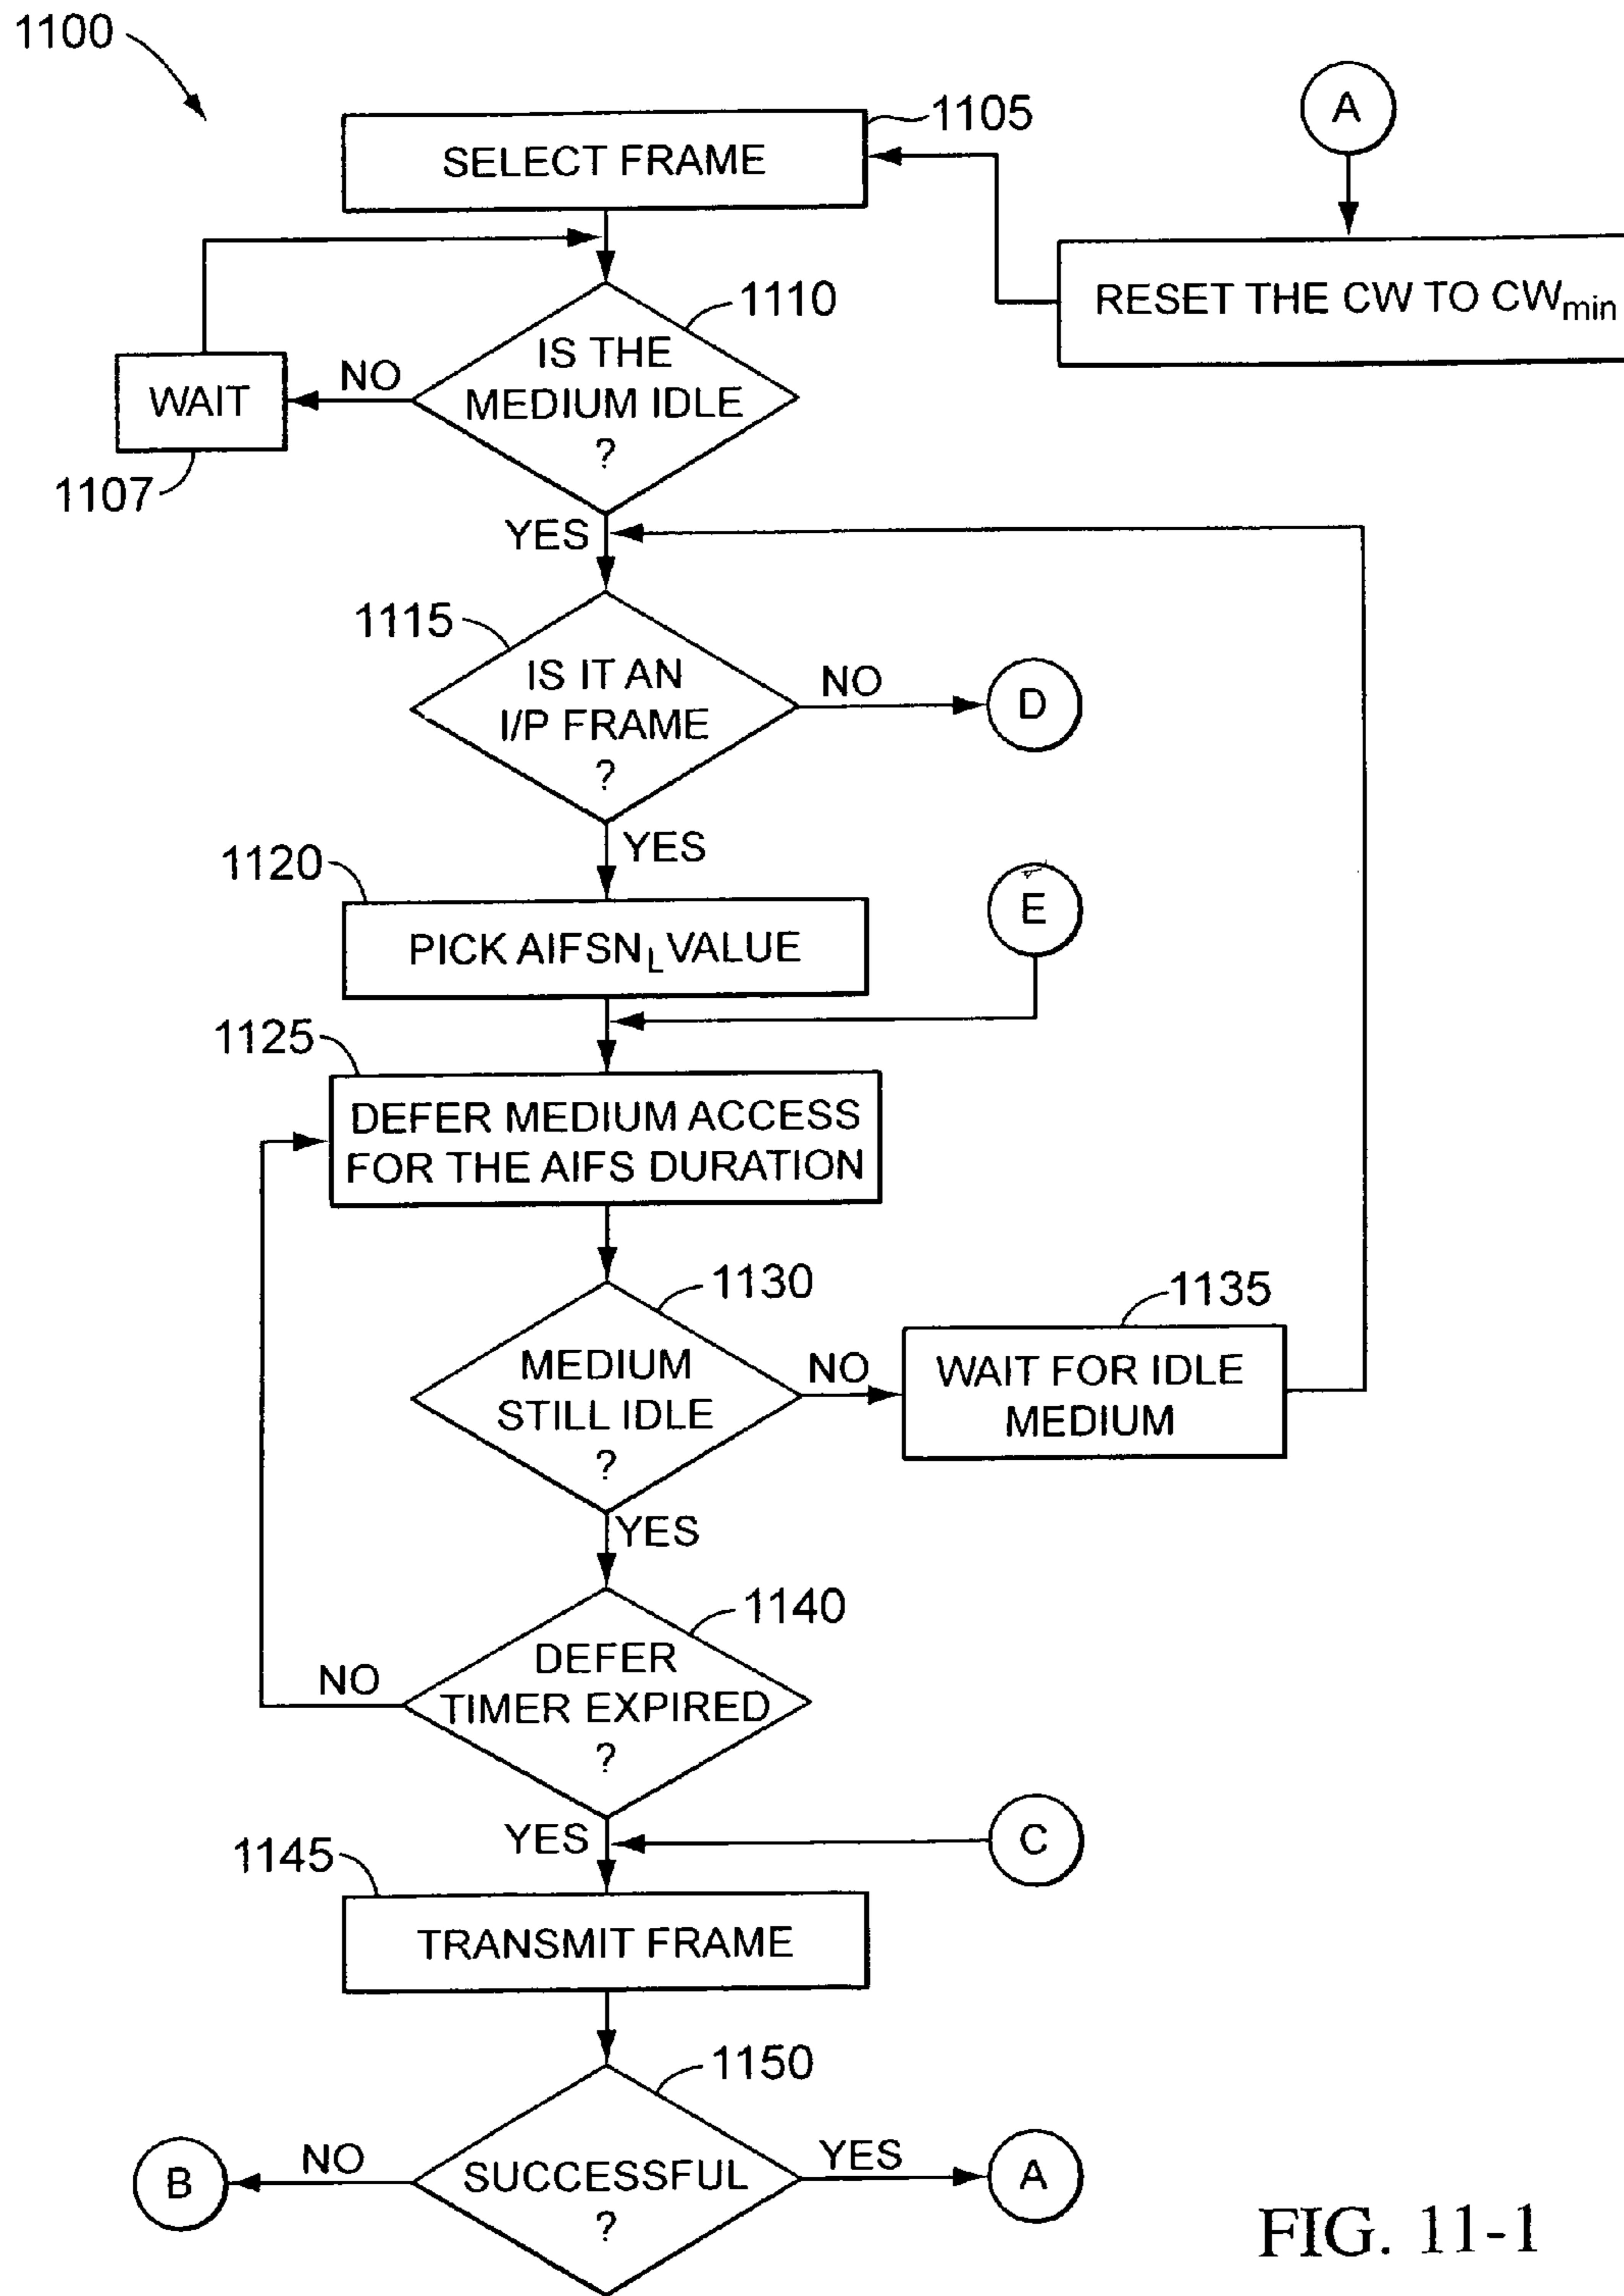 1100
1105
A
SELECT FRAME
RESET THE CW TO CWmin
1110
IS THE
MEDIUM IDLE
?
NO
WAIT
1107
YES
1115
IS IT AN
I/P FRAME
?
NO
D
YES
1120
E
PICK AIFSNL VALUE
1125
DEFER MEDIUM ACCESS
FOR THE AIFS DURATION
1130
1135
MEDIUM
STILL IDLE
?
NO
WAIT FOR IDLE
MEDIUM
YES
1140
DEFER
TIMER EXPIRED
?
NO
YES
C
1145
TRANSMIT FRAME
1150
SUCCESSFUL
?
NO
B
YES
A
FIG. 11-1